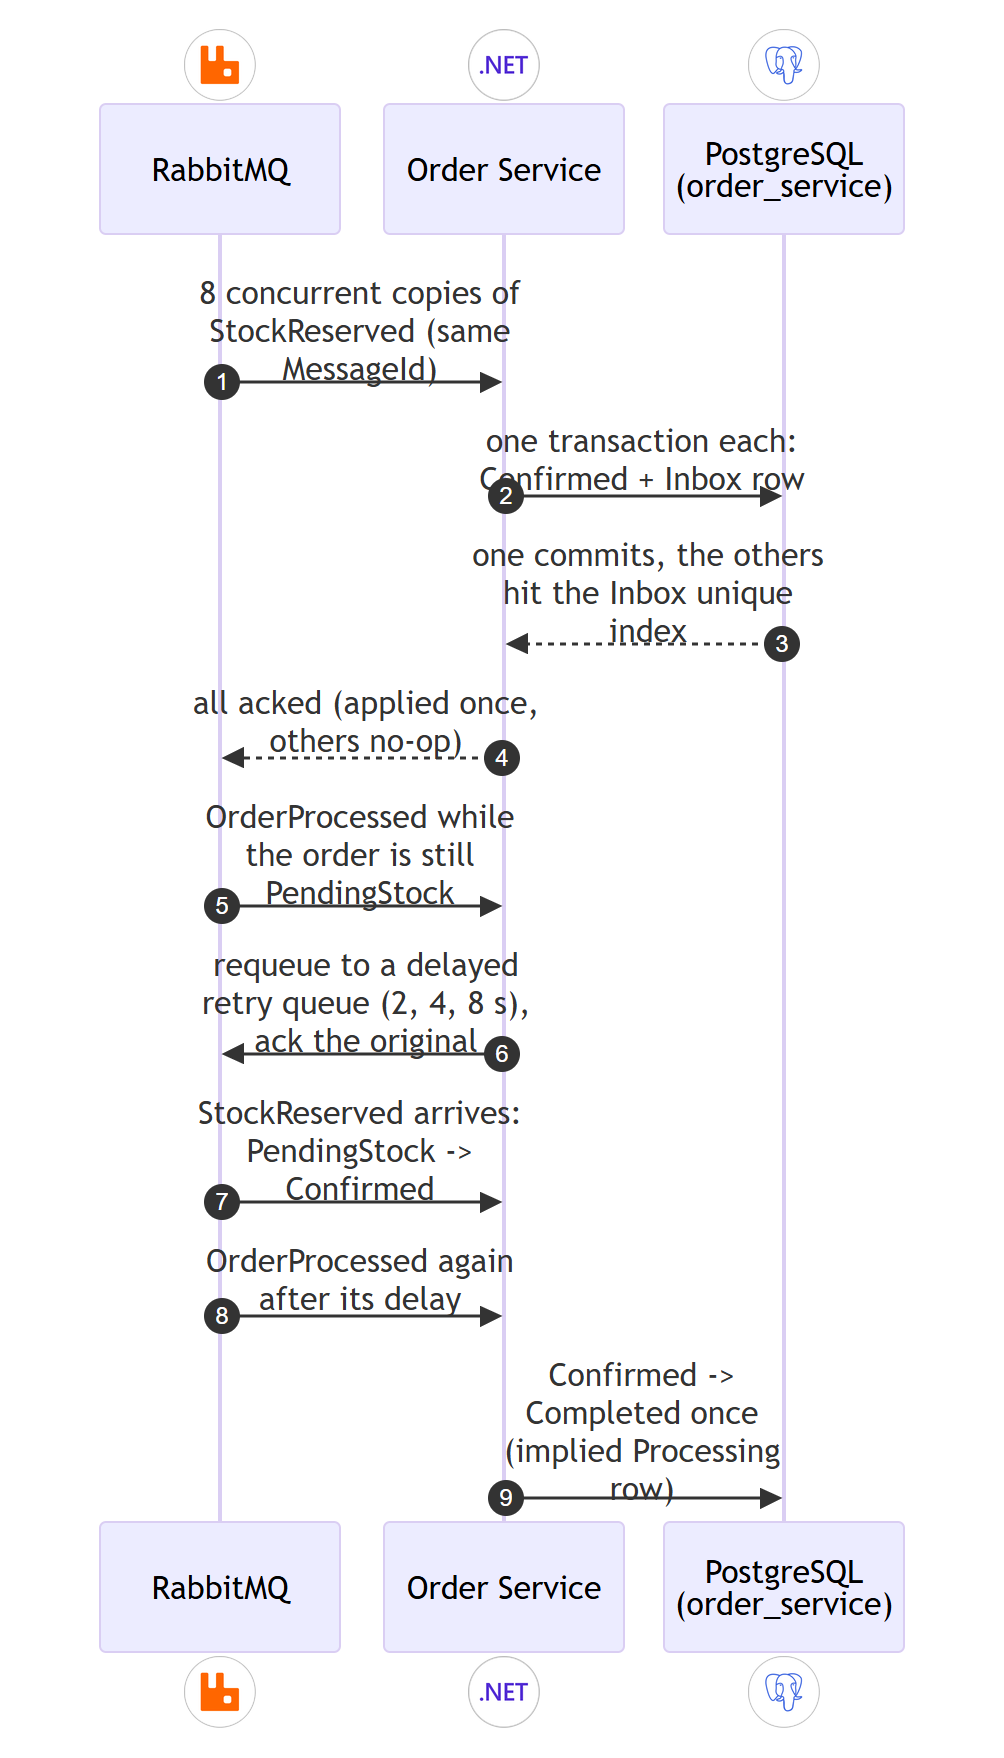 .NET
RabbitMQ
Order Service
PostgreSQL
(order_service)
8 concurrent copies of
StockReserved (same
MessageId)
1
one transaction each:
Confirmed + Inbox row
2
one commits, the others
hit the Inbox unique
index
3
all acked (applied once,
others no-op)
4
OrderProcessed while
the order is still
PendingStock
5
requeue to a delayed
retry queue (2, 4, 8 s),
ack the original
6
StockReserved arrives:
PendingStock ->
Confirmed
7
OrderProcessed again
after its delay
8
Confirmed ->
Completed once
(implied Processing
row)
9
RabbitMQ
Order Service
PostgreSQL
(order_service)
.NET